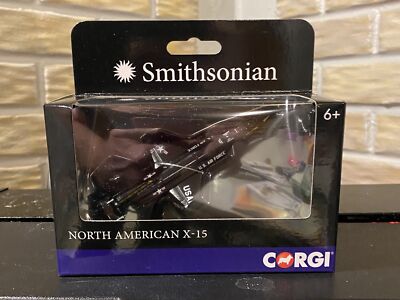 Smithsonian
6+
U.S. AIR FORCE
USA
NORTH AMERICAN X-15
CORGI